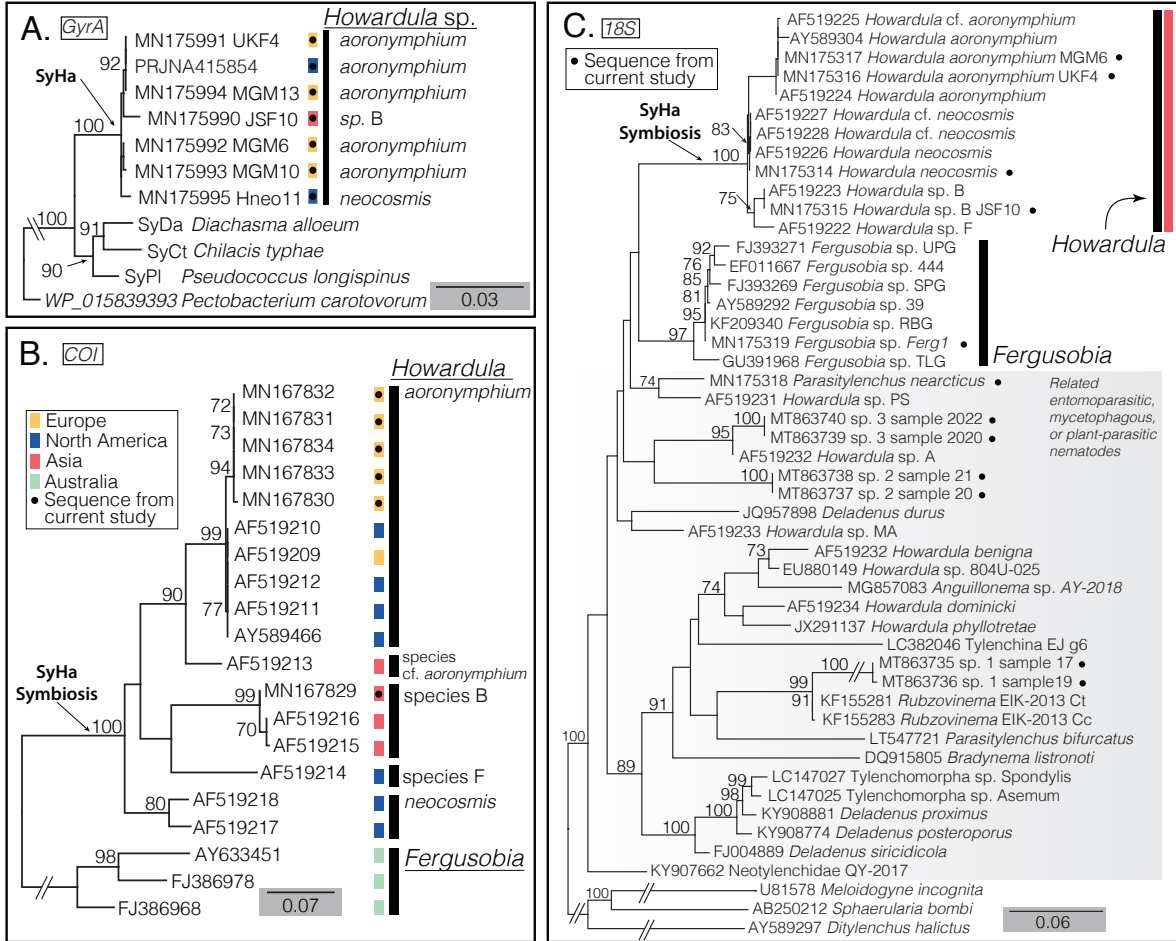 A. GyrA
Howardula sp.
MN175991 UKF4 aoronymphium
92
PRJNA415854 aoronymphium
SyHa
MN175994 MGM13 aoronymphium
MN175990 JSF10 sp. B
100
MN175992 MGM6 aoronymphium
MN175993 MGM10 aoronymphium
MN175995 Hneo11 neocosmis
100
91
SyDa Diachasma alloeum
SyCt Chilacis typhae
90
SyPl Pseudococcus longispinus
WP_015839393 Pectobacterium carotovorum
0.03
B. COI
Howardula
MN167832 aoronymphium
72
MN167831
73
MN167834
94
MN167833
MN167830
Europe
North America
Asia
Australia
Sequence from
current study
AF519210
99
AF519209
AF519212
90
77
AF519211
AY589466
AF519213
species
cf. aoronymphium
SyHa
Symbiosis
99
MN167829 species B
AF519216
70
AF519215
100
AF519214 species F
AF519218 neocosmis
80
AF519217
AY633451 Fergusobia
98
FJ386978
FJ386968
0.07
C. 18S
Sequence from
current study
AF519225 Howardula cf. aoronymphium
AY589304 Howardula aoronymphium
MN175317 Howardula aoronymphium MGM6
MN175316 Howardula aoronymphium UKF4
AF519224 Howardula aoronymphium
SyHa
Symbiosis
AF519227 Howardula cf. neocosmis
83
AF519228 Howardula cf. neocosmis
AF519226 Howardula neocosmis
100
MN175314 Howardula neocosmis
AF519223 Howardula sp. B
75
MN175315 Howardula sp. B JSF10
AF519222 Howardula sp. F
Howardula
92
FJ393271 Fergusobia sp. UPG
76
EF011667 Fergusobia sp. 444
85
FJ393269 Fergusobia sp. SPG
81
AY589292 Fergusobia sp. 39
95
KF209340 Fergusobia sp. RBG
97
MN175319 Fergusobia sp. Ferg1
GU391968 Fergusobia sp. TLG
Fergusobia
74
MN175318 Parasitylenchus nearcticus
AF519231 Howardula sp. PS
Related
entomoparasitic,
mycetophagous,
or plant-parasitic
nematodes
100
MT863740 sp. 3 sample 2022
95
MT863739 sp. 3 sample 2020
AF519232 Howardula sp. A
100
MT863738 sp. 2 sample 21
MT863737 sp. 2 sample 20
JQ957898 Deladenus durus
AF519233 Howardula sp. MA
73
AF519232 Howardula benigna
EU880149 Howardula sp. 804U-025
74
MG857083 Anguillonema sp. AY-2018
AF519234 Howardula dominicki
JX291137 Howardula phyllotretae
LC382046 Tylenchina EJ g6
100
MT863735 sp. 1 sample 17
99
MT863736 sp. 1 sample19
91
91
KF155281 Rubzovinema EIK-2013 Ct
KF155283 Rubzovinema EIK-2013 Cc
100
LT547721 Parasitylenchus bifurcatus
DQ915805 Bradynema listronoti
89
99
LC147027 Tylenchomorpha sp. Spondylis
98
LC147025 Tylenchomorpha sp. Asemum
100
KY908881 Deladenus proximus
100
KY908774 Deladenus posteroporus
FJ004889 Deladenus siricidicola
KY907662 Neotylenchidae QY-2017
100
U81578 Meloidogyne incognita
AB250212 Sphaerularia bombi
AY589297 Ditylenchus halictus
0.06